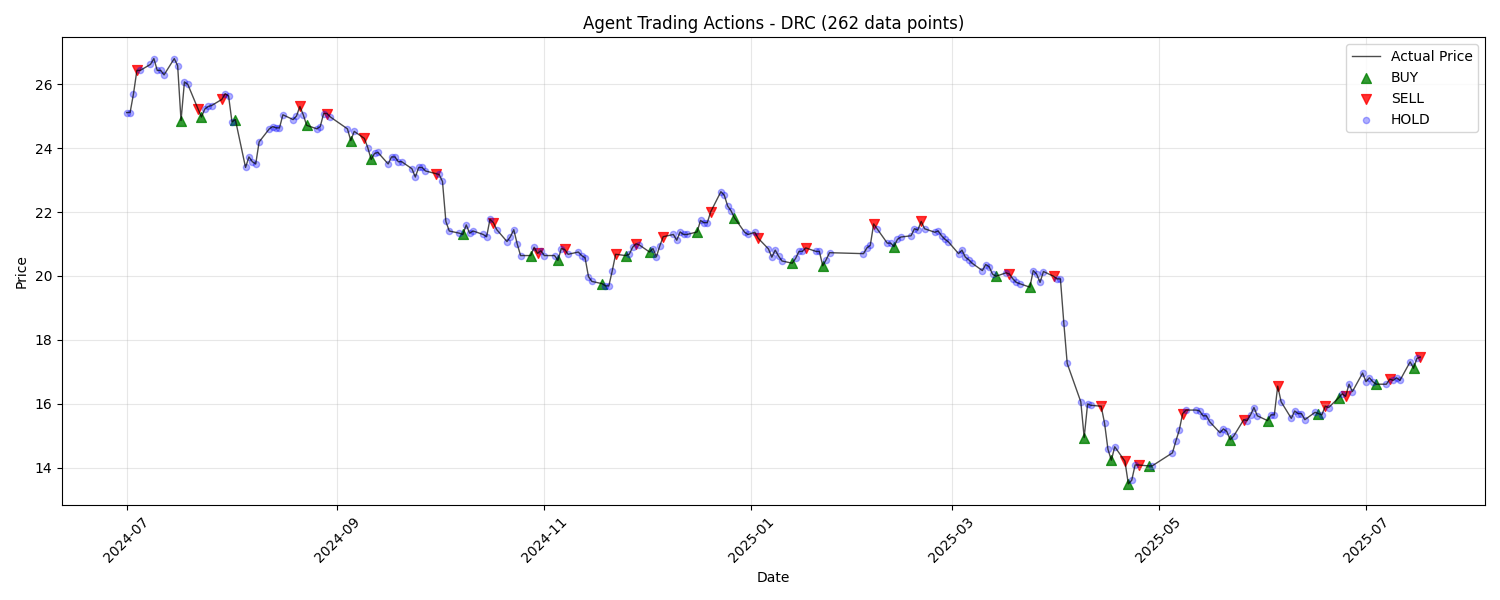 Agent Trading Actions - DRC (262 data points)
Actual Price
BUY
SELL
HOLD
Price
26
24
22
20
18
16
14
2024-07
2024-09
2024-11
2025-01
2025-03
2025-05
2025-07
Date